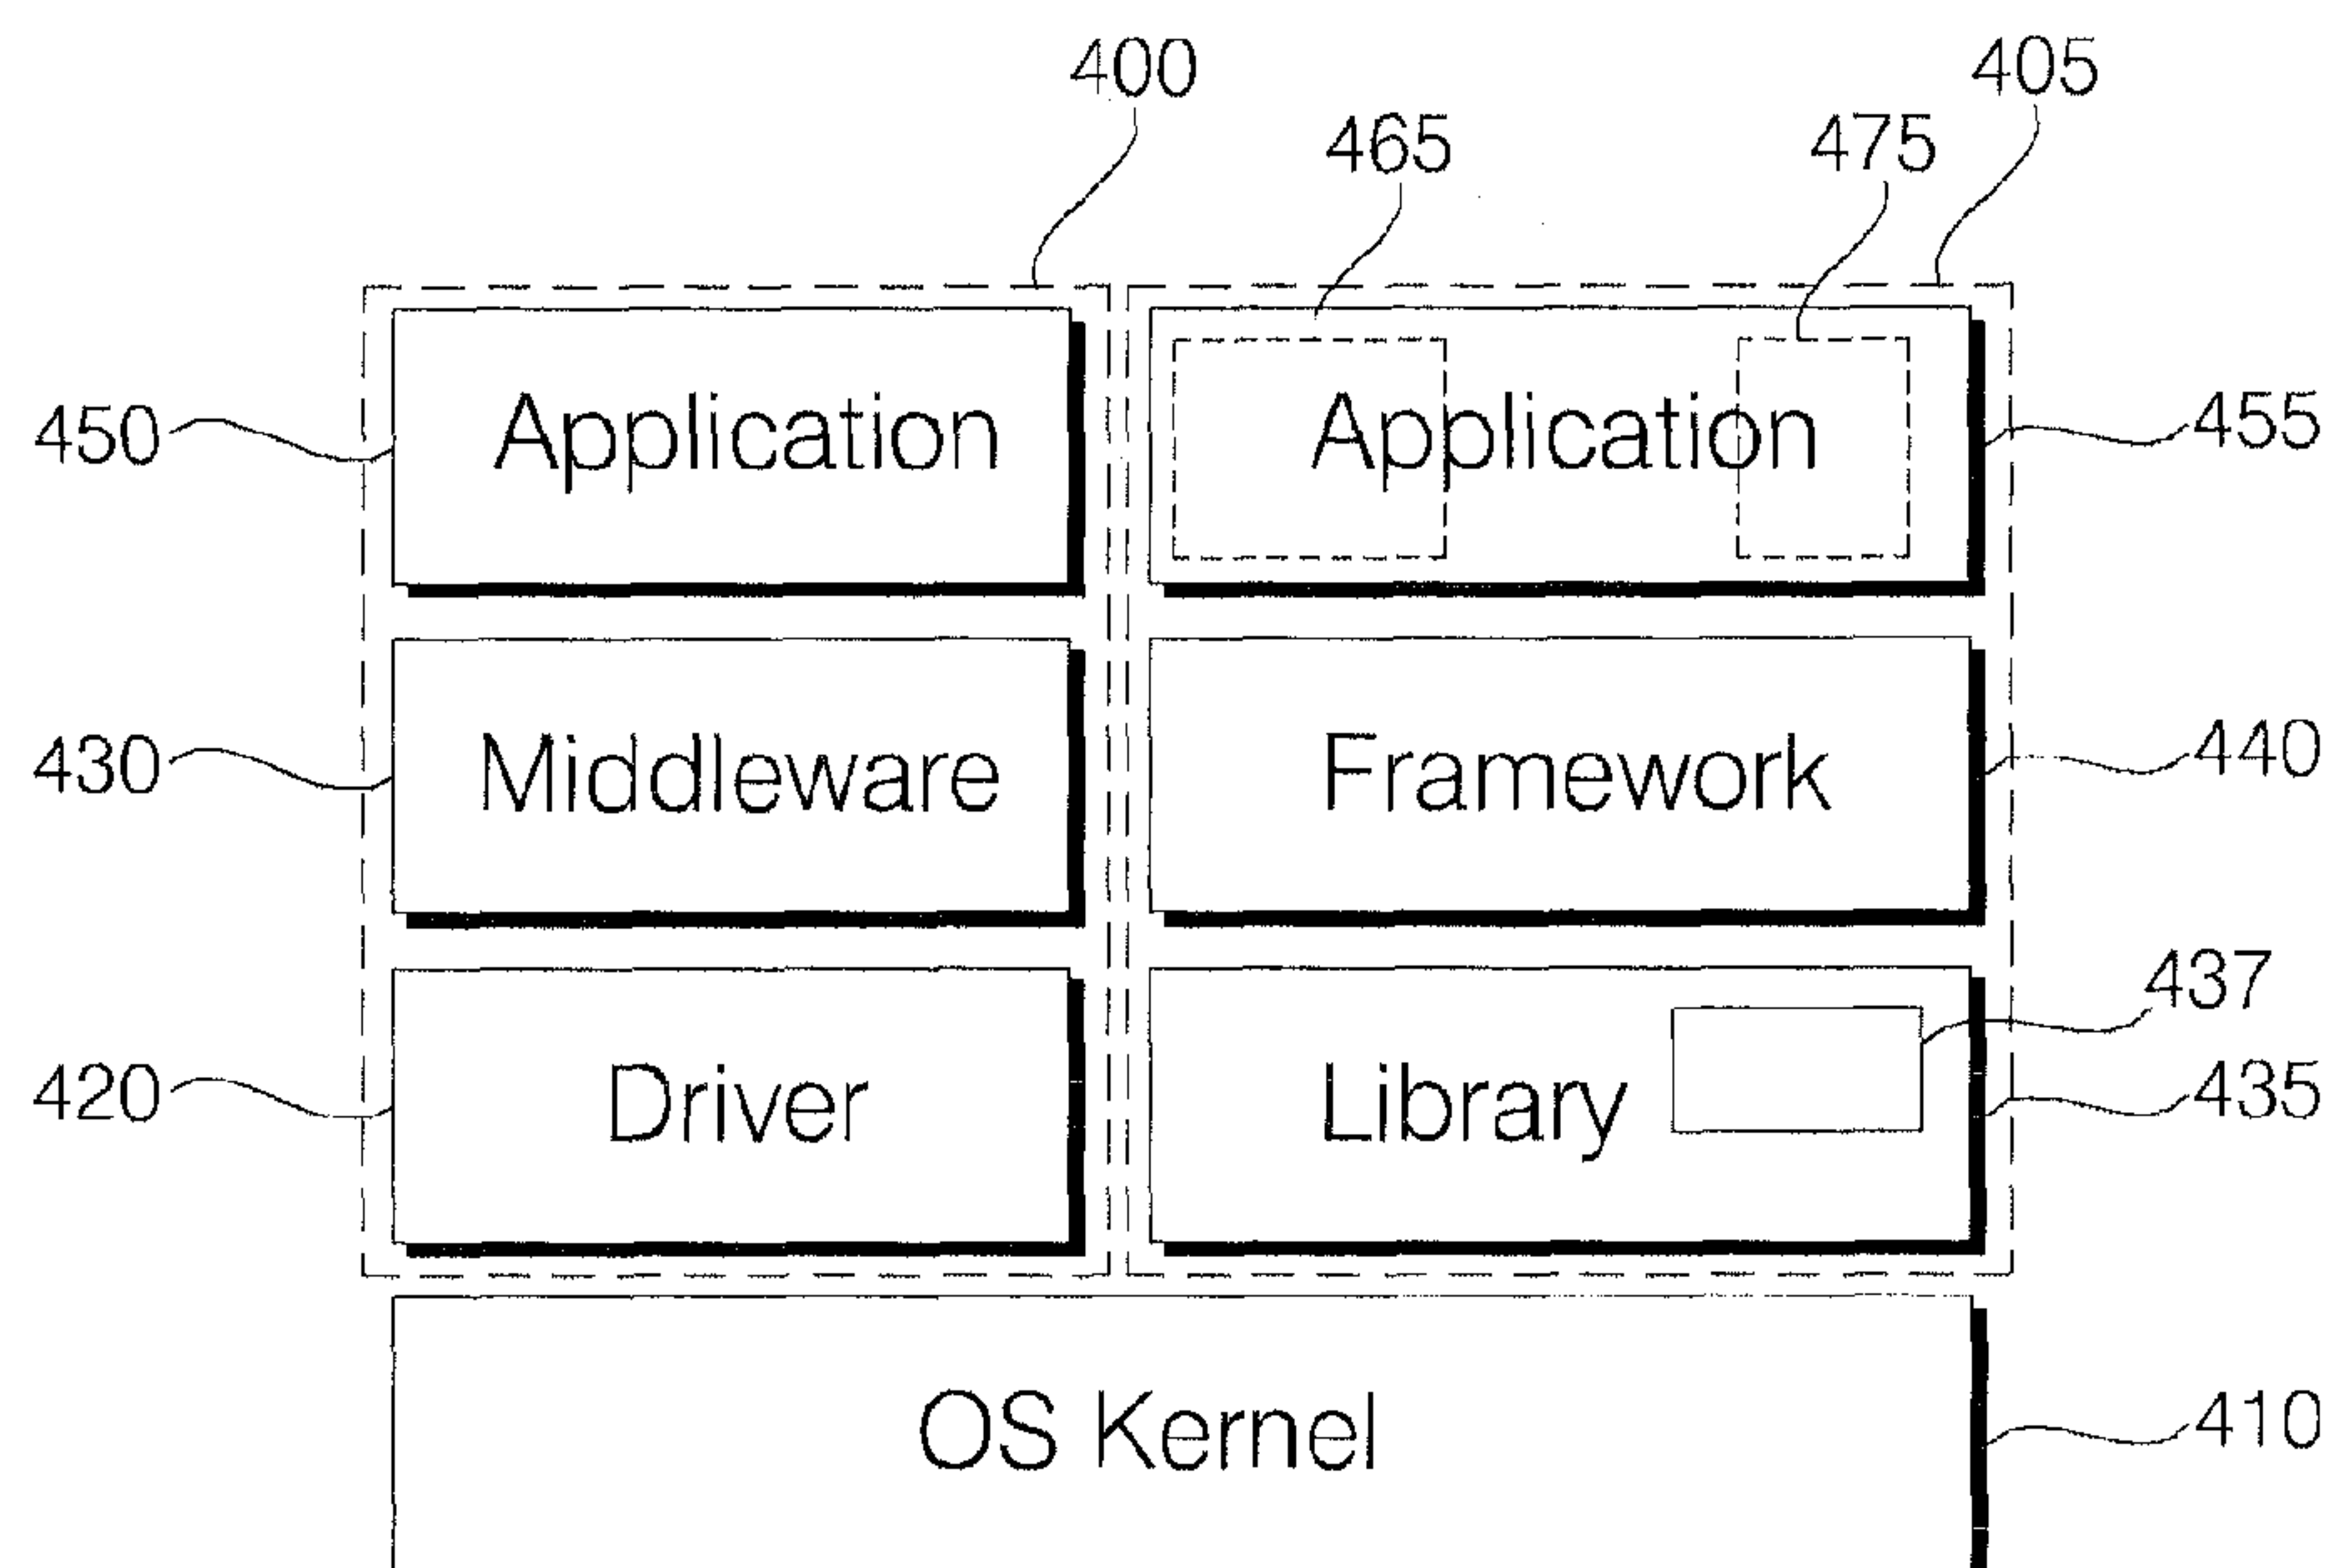 400
405
465
475
450
Application
Application
455
430
Middleware
Framework
440
437
420
Driver
Library
435
OS Kernel
410